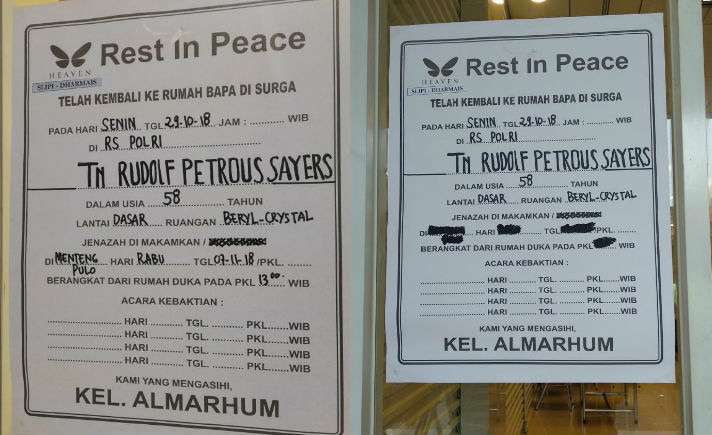 Rest in Peace
HEAVEN
SLIPI - DHARMAIS
TELAH KEMBALI KE RUMAH BAPA DI SURGA
PADA HARI SENIN TGL 29-10-18 JAM : ............ WIB
DI RS POLRI
TN RUDOLF PETROUS SAYERS
DALAM USIA 58 TAHUN
LANTAI DASAR RUANGAN BERYL-CRYSTAL
JENAZAH DI MAKAMKAN /
DI MENTENG PULO HARI RABU TGL 07-11-18 /PKL. ........
BERANGKAT DARI RUMAH DUKA PADA PKL 13.00 WIB
ACARA KEBAKTIAN :
........................ HARI ............ TGL. ........... PKL.......WIB
........................ HARI ............ TGL. ........... PKL.......WIB
........................ HARI ............ TGL. ........... PKL.......WIB
........................ HARI ............ TGL. ........... PKL.......WIB
KAMI YANG MENGASIHI,
KEL. ALMARHUM
Rest in Peace
HEAVEN
SLIPI - DHARMAIS
TELAH KEMBALI KE RUMAH BAPA DI SURGA
PADA HARI SENIN TGL 29-10-18 JAM : ............ WIB
DI RS POLRI
TN RUDOLF PETROUS SAYERS
DALAM USIA 58 TAHUN
LANTAI DASAR RUANGAN BERYL-CRYSTAL
JENAZAH DI MAKAMKAN /
DI HARI TGL /PKL. ........
BERANGKAT DARI RUMAH DUKA PADA PKL WIB
ACARA KEBAKTIAN :
........................ HARI ............ TGL. ........... PKL.......WIB
........................ HARI ............ TGL. ........... PKL.......WIB
........................ HARI ............ TGL. ........... PKL.......WIB
........................ HARI ............ TGL. ........... PKL.......WIB
KAMI YANG MENGASIHI,
KEL. ALMARHUM